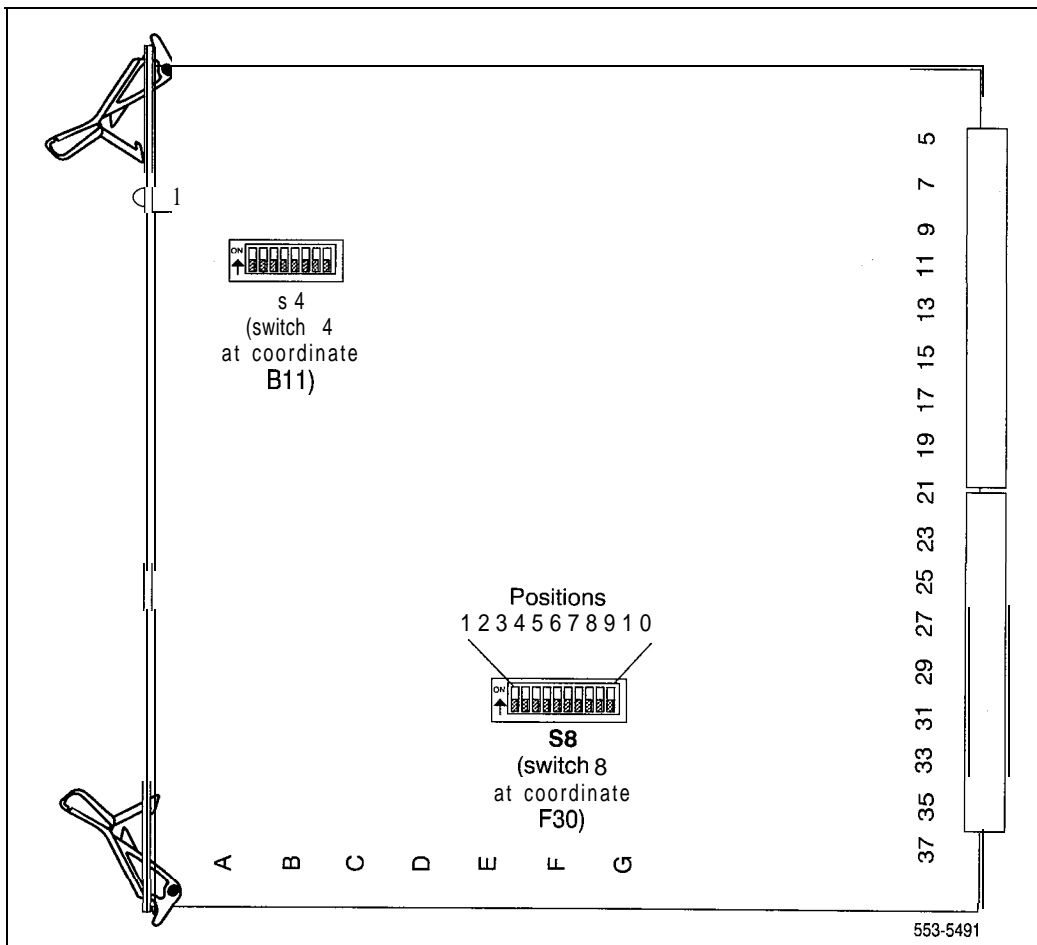 1
ON
s 4
(switch 4
at coordinate
B11)
5
7
9
11
13
15
17
19
21
23
25
27
29
31
33
35
37
Positions
1 2 3 4 5 6 7 8 9 1 0
ON
S8
(switch 8
at coordinate
F30)
A
B
C
D
E
F
G
553-5491